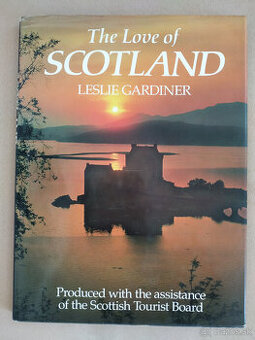 The Love of
SCOTLAND
LESLIE GARDINER
Produced with the assistance
of the Scottish Tourist Board